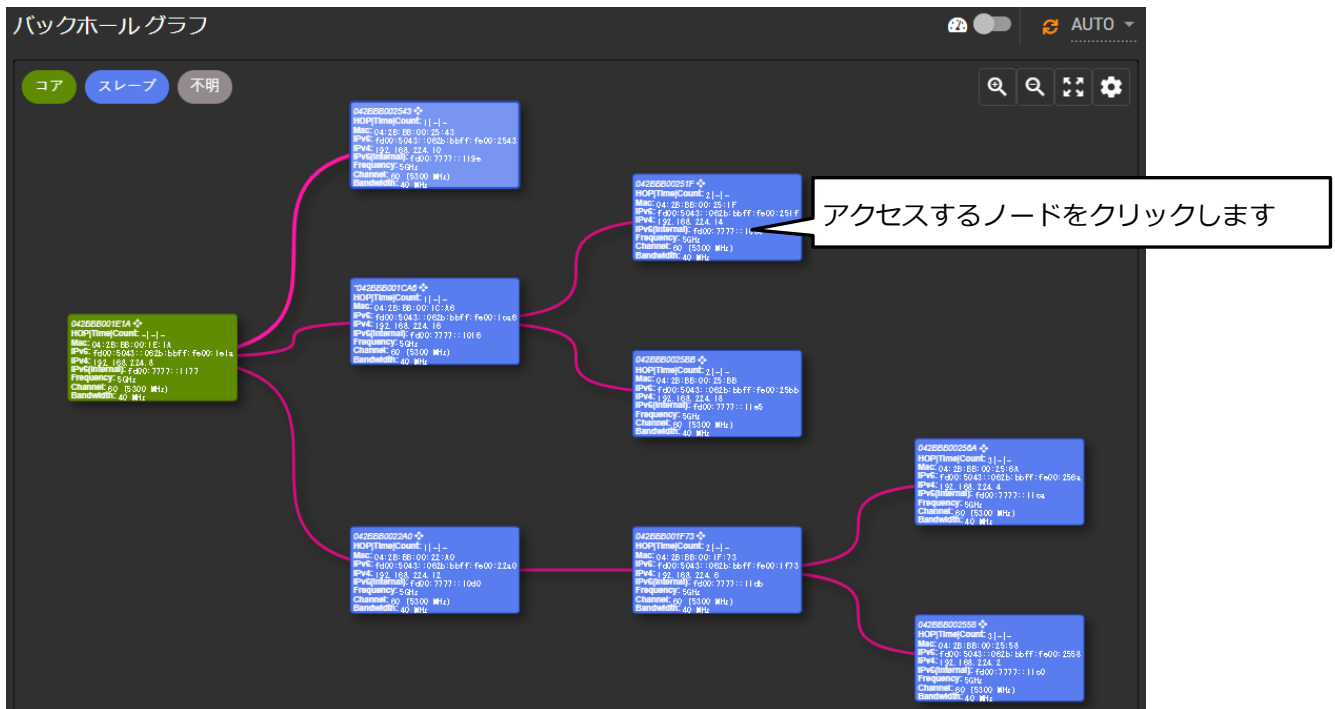 バックホール グラフ
AUTO
コア
スレーブ
不明
042BBB002543
HOP|Time|Count: 1|-|-
Mac: 04:2B:BB:00:25:43
IPv6: fd00:5043::062b:bbff:fe00:2543
IPv4: 192.168.224.10
IPv6(Internal): fd00:7777::119e
Frequency: 5GHz
Channel: 60 (5300 MHz)
Bandwidth: 40 MHz
042BBB00251F
HOP|Time|Count: 2|-|-
Mac: 04:2B:BB:00:25:1F
IPv6: fd00:5043::062b:bbff:fe00:251f
IPv4: 192.168.224.14
IPv6(Internal): fd00:7777::
Frequency: 5GHz
Channel: 60 (5300 MHz)
Bandwidth: 40 MHz
アクセスするノードをクリックします
*042BBB001CA6
HOP|Time|Count: 1|-|-
Mac: 04:2B:BB:00:1C:A6
IPv6: fd00:5043::062b:bbff:fe00:1ca6
IPv4: 192.168.224.16
IPv6(Internal): fd00:7777::1016
Frequency: 5GHz
Channel: 60 (5300 MHz)
Bandwidth: 40 MHz
042BBB001E1A
HOP|Time|Count: -|-|-
Mac: 04:2B:BB:00:1E:1A
IPv6: fd00:5043::062b:bbff:fe00:1e1a
IPv4: 192.168.224.8
IPv6(Internal): fd00:7777::1177
Frequency: 5GHz
Channel: 60 (5300 MHz)
Bandwidth: 40 MHz
042BBB0025BB
HOP|Time|Count: 2|-|-
Mac: 04:2B:BB:00:25:BB
IPv6: fd00:5043::062b:bbff:fe00:25bb
IPv4: 192.168.224.18
IPv6(Internal): fd00:7777::11e5
Frequency: 5GHz
Channel: 60 (5300 MHz)
Bandwidth: 40 MHz
042BBB00256A
HOP|Time|Count: 3|-|-
Mac: 04:2B:BB:00:25:6A
IPv6: fd00:5043::062b:bbff:fe00:256a
IPv4: 192.168.224.4
IPv6(Internal): fd00:7777::11ca
Frequency: 5GHz
Channel: 60 (5300 MHz)
Bandwidth: 40 MHz
042BBB0022A0
HOP|Time|Count: 1|-|-
Mac: 04:2B:BB:00:22:A0
IPv6: fd00:5043::062b:bbff:fe00:22a0
IPv4: 192.168.224.12
IPv6(Internal): fd00:7777::10d0
Frequency: 5GHz
Channel: 60 (5300 MHz)
Bandwidth: 40 MHz
042BBB001F73
HOP|Time|Count: 2|-|-
Mac: 04:2B:BB:00:1F:73
IPv6: fd00:5043::062b:bbff:fe00:1f73
IPv4: 192.168.224.6
IPv6(Internal): fd00:7777::11db
Frequency: 5GHz
Channel: 60 (5300 MHz)
Bandwidth: 40 MHz
042BBB002558
HOP|Time|Count: 3|-|-
Mac: 04:2B:BB:00:25:58
IPv6: fd00:5043::062b:bbff:fe00:2558
IPv4: 192.168.224.2
IPv6(Internal): fd00:7777::11c0
Frequency: 5GHz
Channel: 60 (5300 MHz)
Bandwidth: 40 MHz